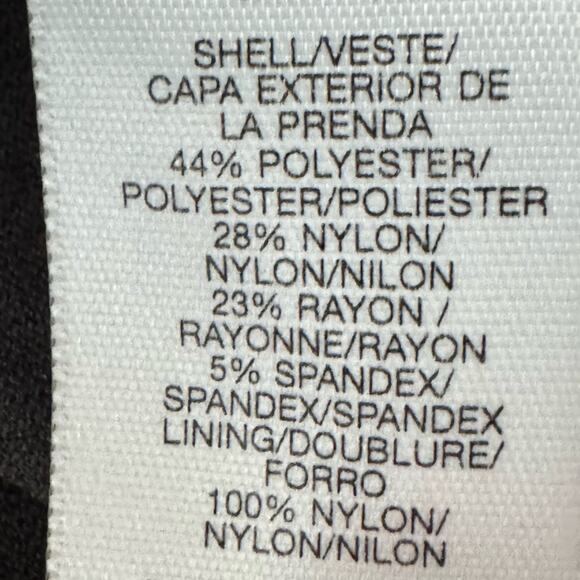 SHELL/VESTE/
CAPA EXTERIOR DE
LA PRENDA
44% POLYESTER/
POLYESTER/POLIESTER
28% NYLON/
NYLON/NILON
23% RAYON /
RAYONNE/RAYON
5% SPANDEX/
SPANDEX/SPANDEX
LINING/DOUBLURE/
FORRO
100% NYLON/
NYLON/NILON